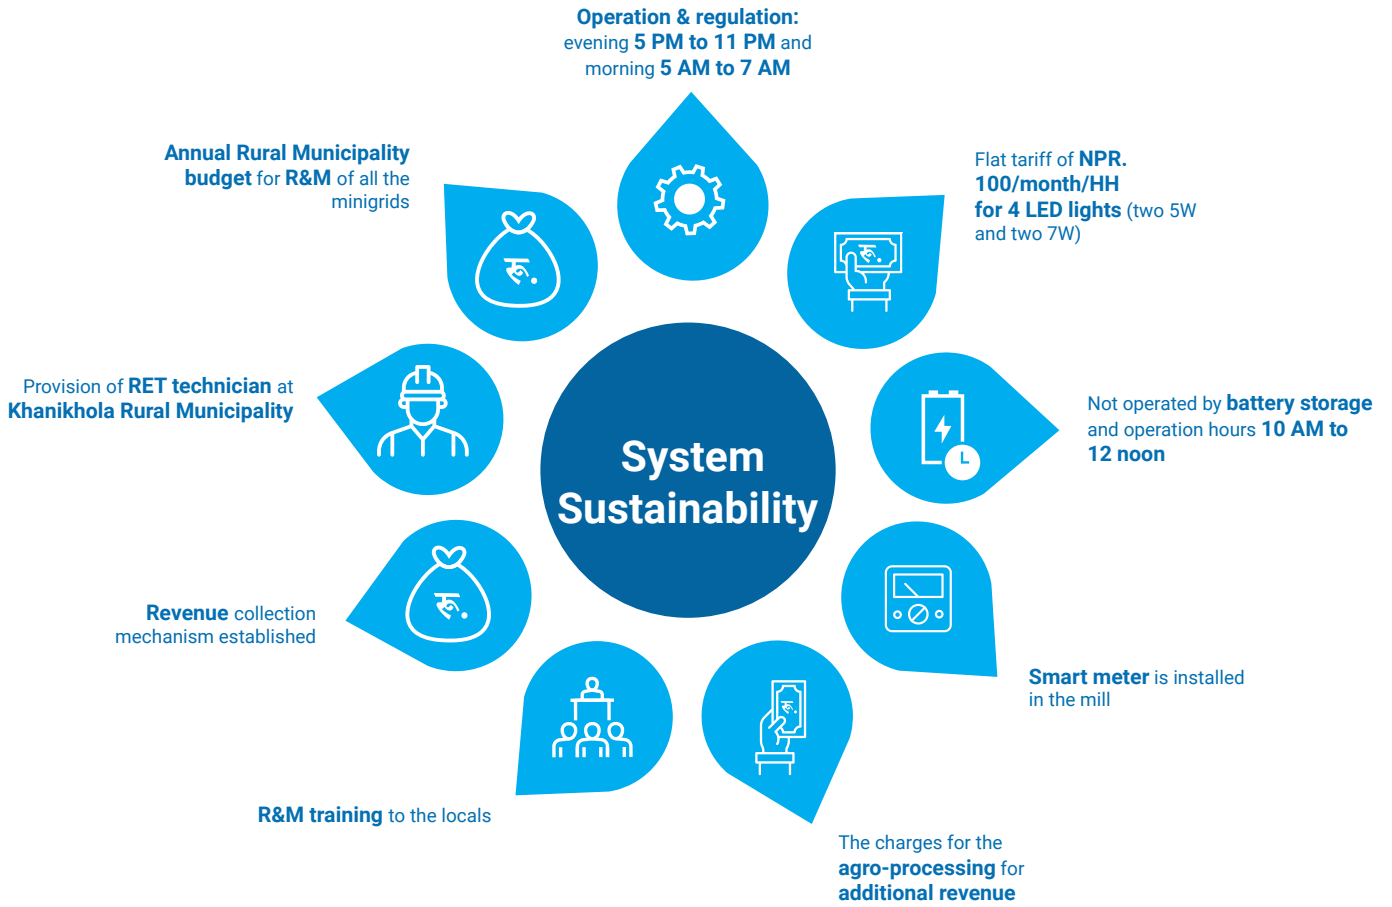 Operation & regulation:
evening 5 PM to 11 PM and
morning 5 AM to 7 AM
Flat tariff of NPR.
100/month/HH
for 4 LED lights (two 5W
and two 7W)
रू.
Not operated by battery storage
and operation hours 10 AM to
12 noon
Smart meter is installed
in the mill
The charges for the
agro-processing for
additional revenue
रू.
R&M training to the locals
Revenue collection
mechanism established
रू.
Provision of RET technician at
Khanikhola Rural Municipality
Annual Rural Municipality
budget for R&M of all the
minigrids
रू.
System
Sustainability